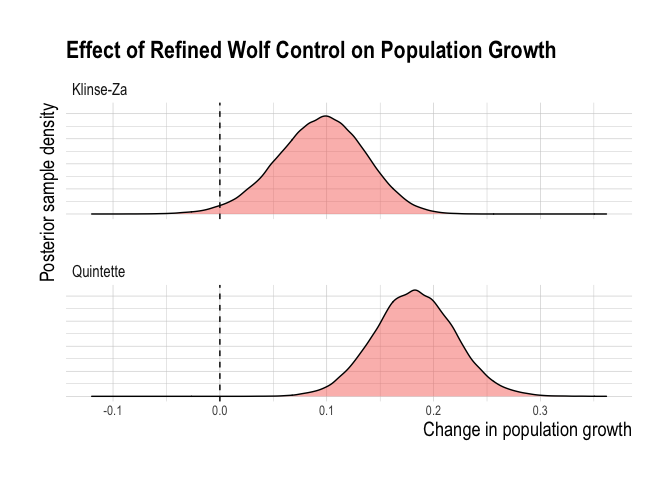 Effect of Refined Wolf Control on Population Growth
Klinse-Za
Posterior sample density
Quintette
-0.1 0.0 0.1 0.2 0.3
Change in population growth